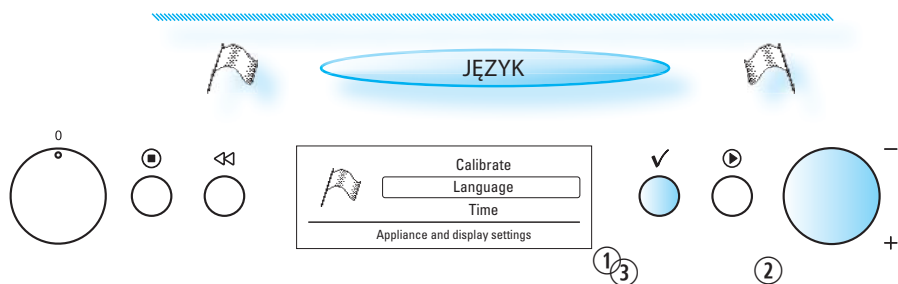 JĘZYK
0
Calibrate
Language
Time
Appliance and display settings
−
+
1
3
2